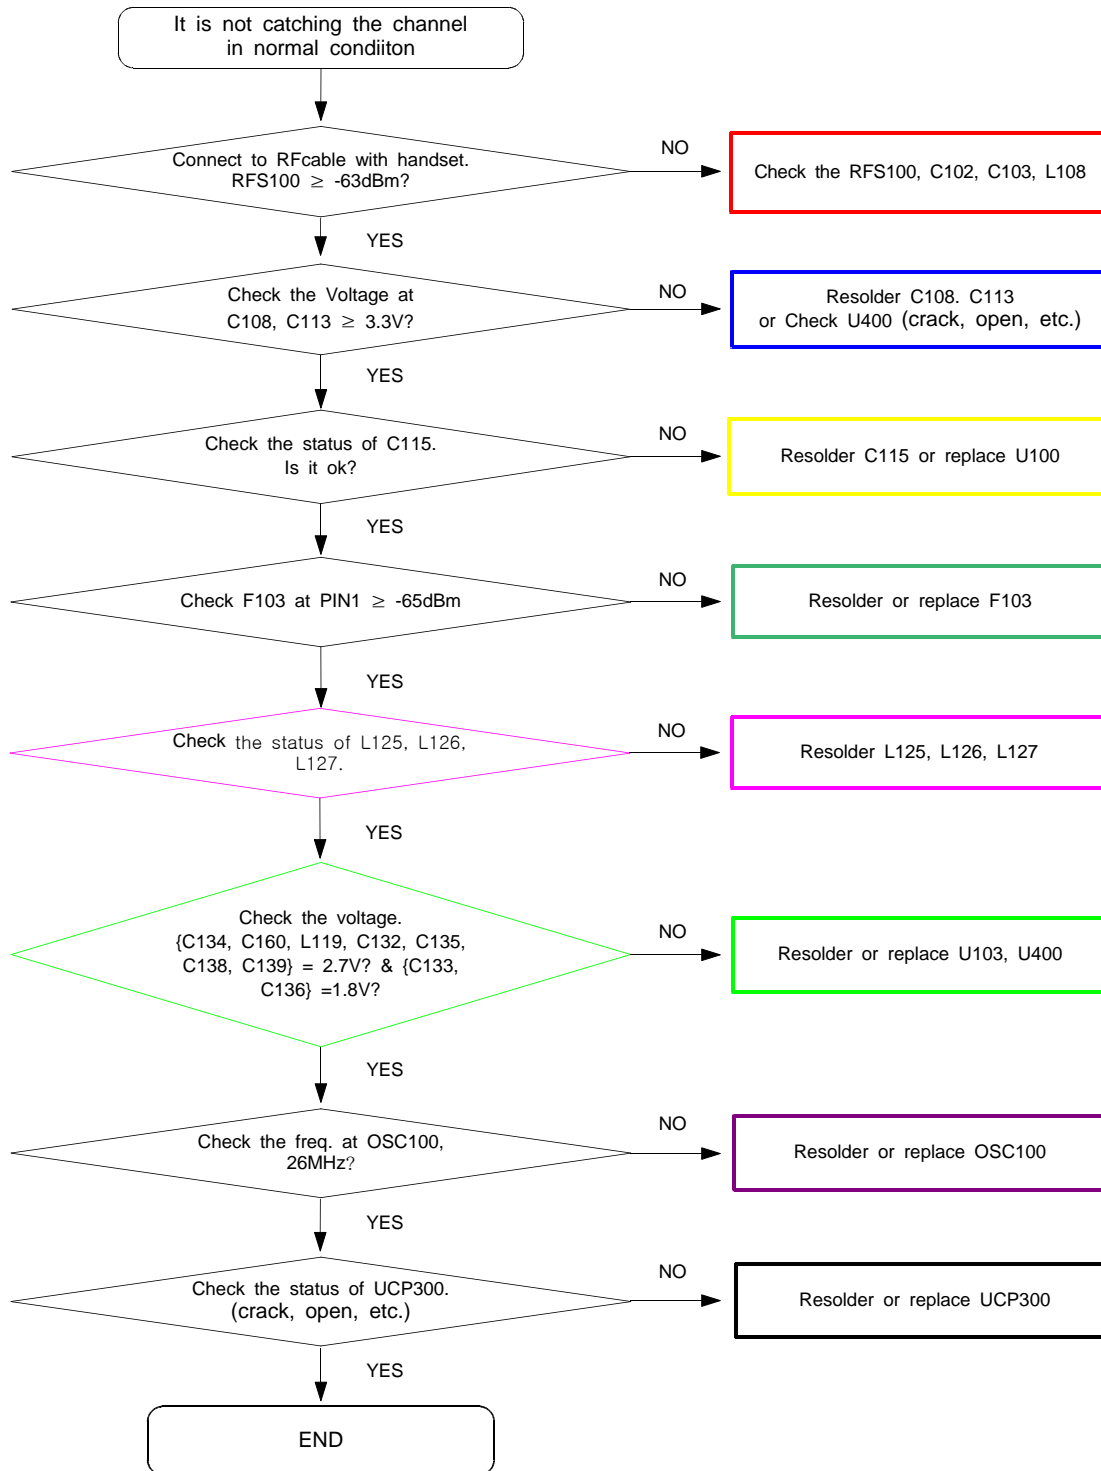 It is not catching the channel
in normal condiiton
Connect to RFcable with handset.
RFS100 ≥ -63dBm?
NO
Check the RFS100, C102, C103, L108
YES
Check the Voltage at
C108, C113 ≥ 3.3V?
NO
Resolder C108. C113
or Check U400 (crack, open, etc.)
YES
Check the status of C115.
Is it ok?
NO
Resolder C115 or replace U100
YES
Check F103 at PIN1 ≥ -65dBm
NO
Resolder or replace F103
YES
Check the status of L125, L126,
L127.
NO
Resolder L125, L126, L127
YES
Check the voltage.
{C134, C160, L119, C132, C135,
C138, C139} = 2.7V? & {C133,
C136} =1.8V?
NO
Resolder or replace U103, U400
YES
Check the freq. at OSC100,
26MHz?
NO
Resolder or replace OSC100
YES
Check the status of UCP300.
(crack, open, etc.)
NO
Resolder or replace UCP300
YES
END